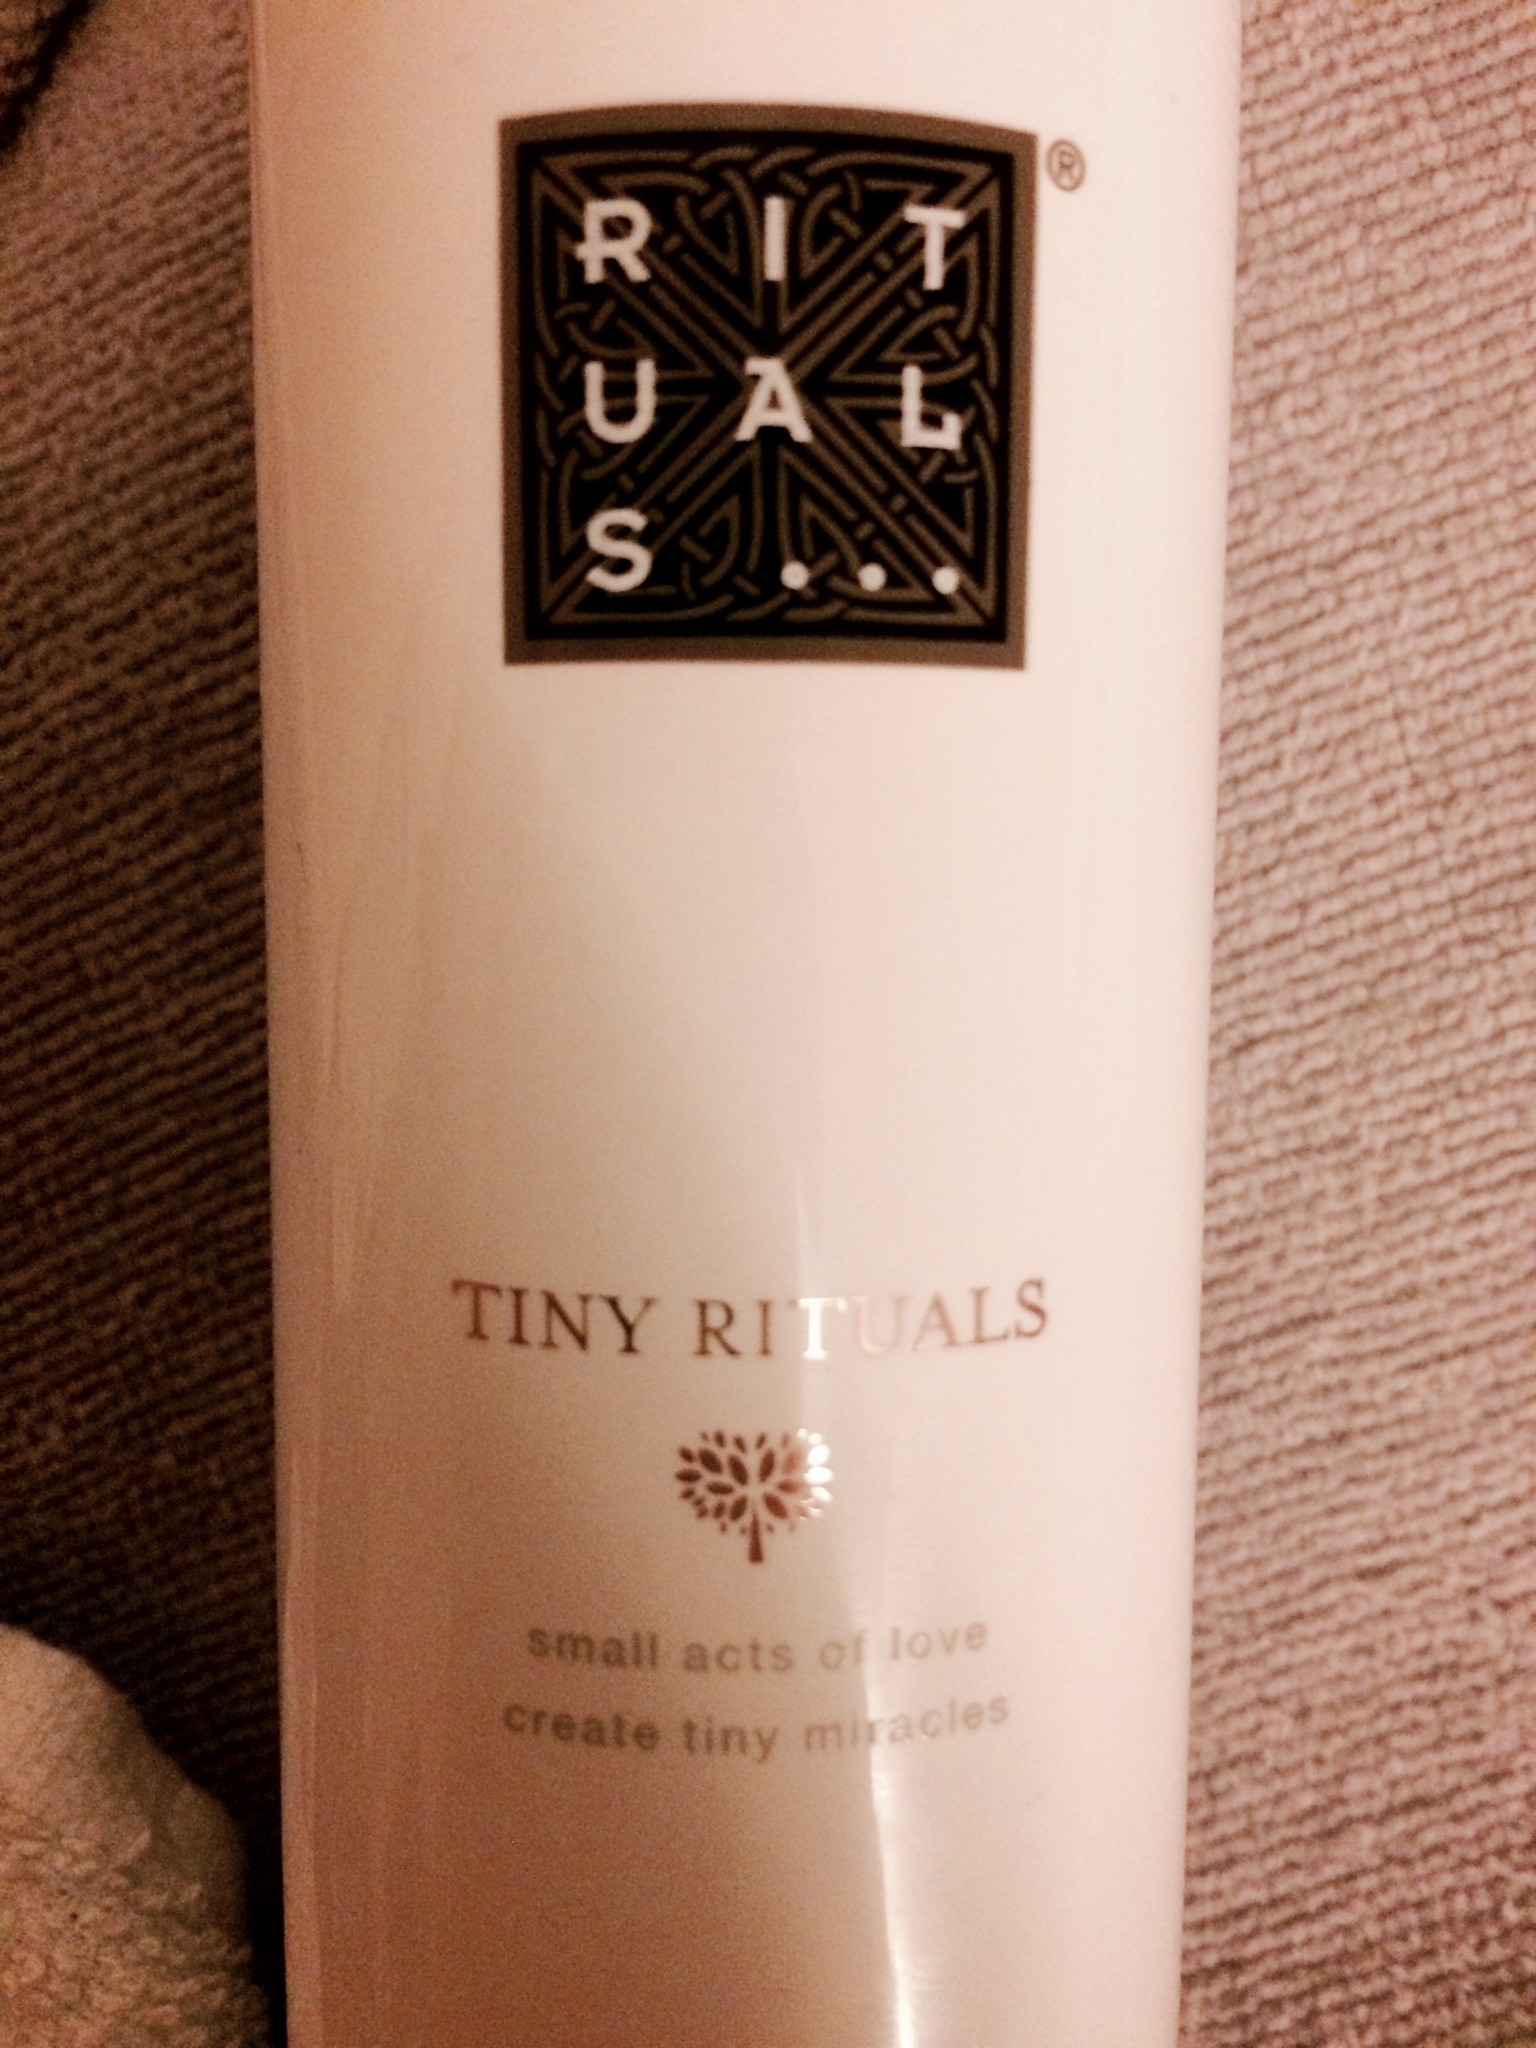 RIT
UAL
S...
®
TINY RITUALS
small acts of love
create tiny miracles